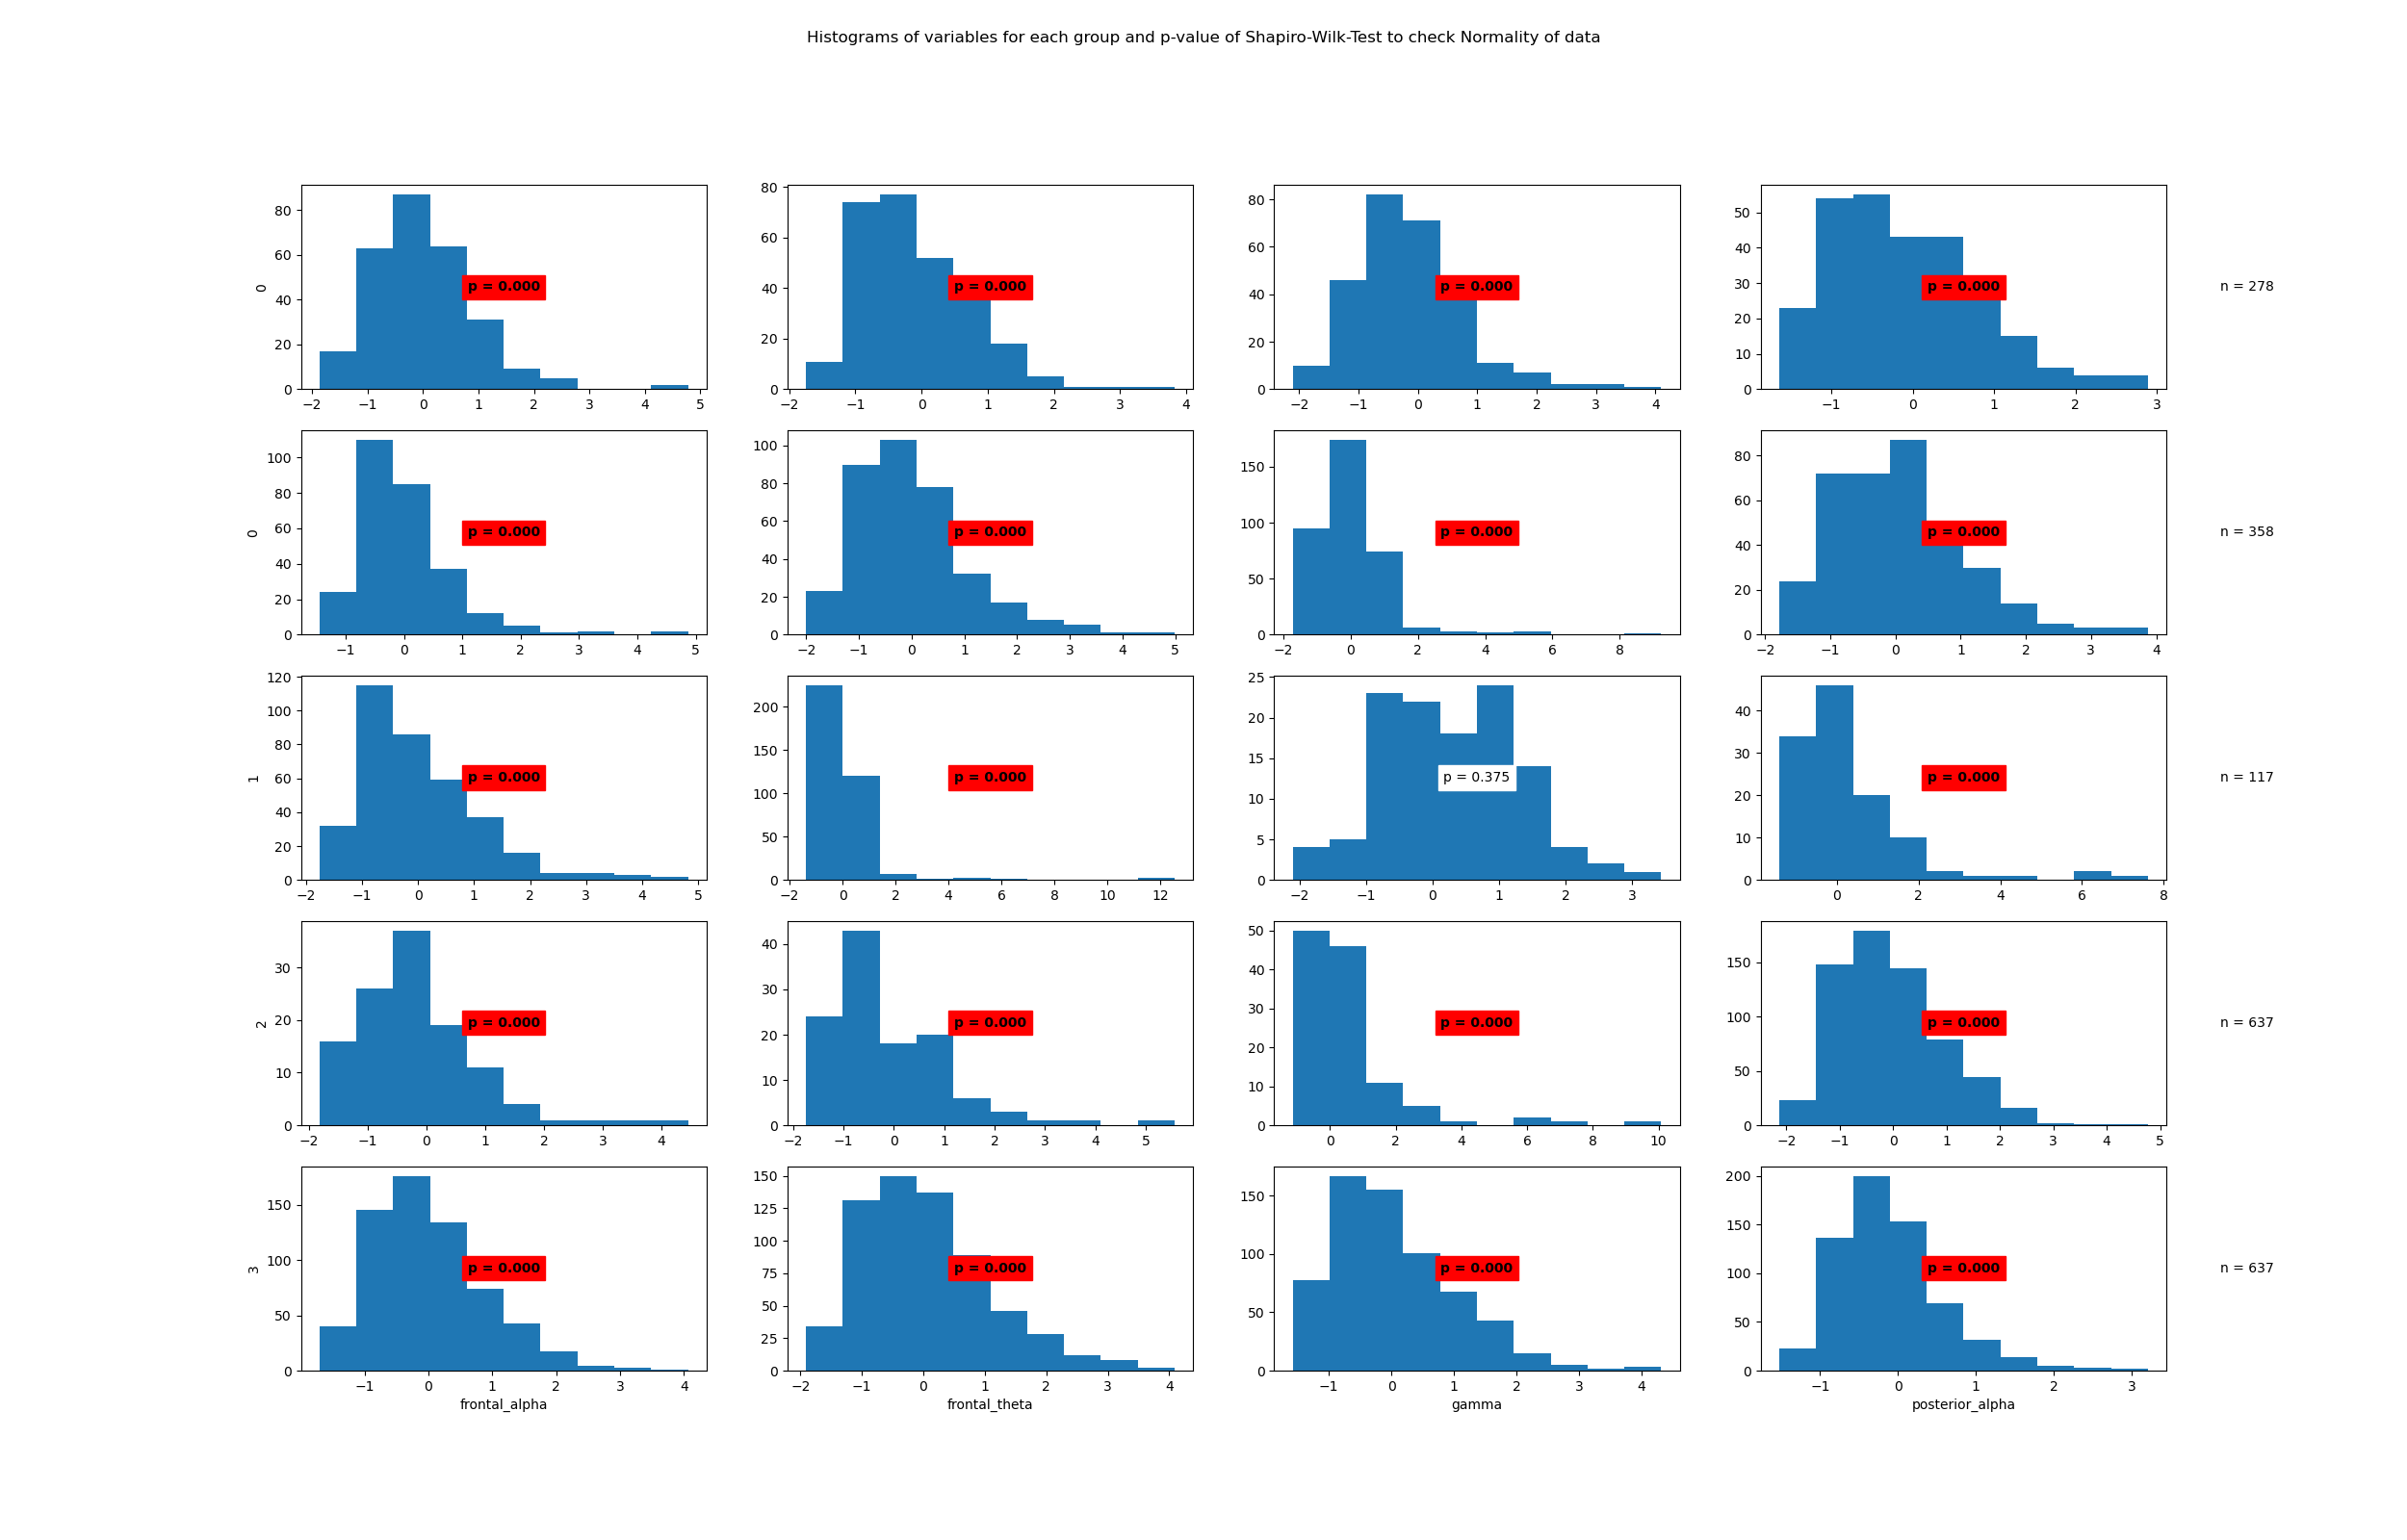 Histograms of variables for each group and p-value of Shapiro-Wilk-Test to check Normality of data
0
80
60
40
20
0
p = 0.000
−2 −1 0 1 2 3 4 5
80
60
40
20
0
p = 0.000
−2 −1 0 1 2 3 4
80
60
40
20
0
p = 0.000
−2 −1 0 1 2 3 4
50
40
30
20
10
0
p = 0.000
−1 0 1 2 3
n = 278
0
100
80
60
40
20
0
p = 0.000
−1 0 1 2 3 4 5
100
80
60
40
20
0
p = 0.000
−2 −1 0 1 2 3 4 5
150
100
50
0
p = 0.000
−2 0 2 4 6 8
80
60
40
20
0
p = 0.000
−2 −1 0 1 2 3 4
n = 358
1
120
100
80
60
40
20
0
p = 0.000
−2 −1 0 1 2 3 4 5
200
150
100
50
0
p = 0.000
−2 0 2 4 6 8 10 12
25
20
15
10
5
0
p = 0.375
−2 −1 0 1 2 3
40
30
20
10
0
p = 0.000
0 2 4 6 8
n = 117
2
30
20
10
0
p = 0.000
−2 −1 0 1 2 3 4
40
30
20
10
0
p = 0.000
−2 −1 0 1 2 3 4 5
50
40
30
20
10
0
p = 0.000
0 2 4 6 8 10
150
100
50
0
p = 0.000
−2 −1 0 1 2 3 4 5
n = 637
3
150
100
50
0
p = 0.000
−1 0 1 2 3 4
frontal_alpha
150
125
100
75
50
25
0
p = 0.000
−2 −1 0 1 2 3 4
frontal_theta
150
100
50
0
p = 0.000
−1 0 1 2 3 4
gamma
200
150
100
50
0
p = 0.000
−1 0 1 2 3
posterior_alpha
n = 637